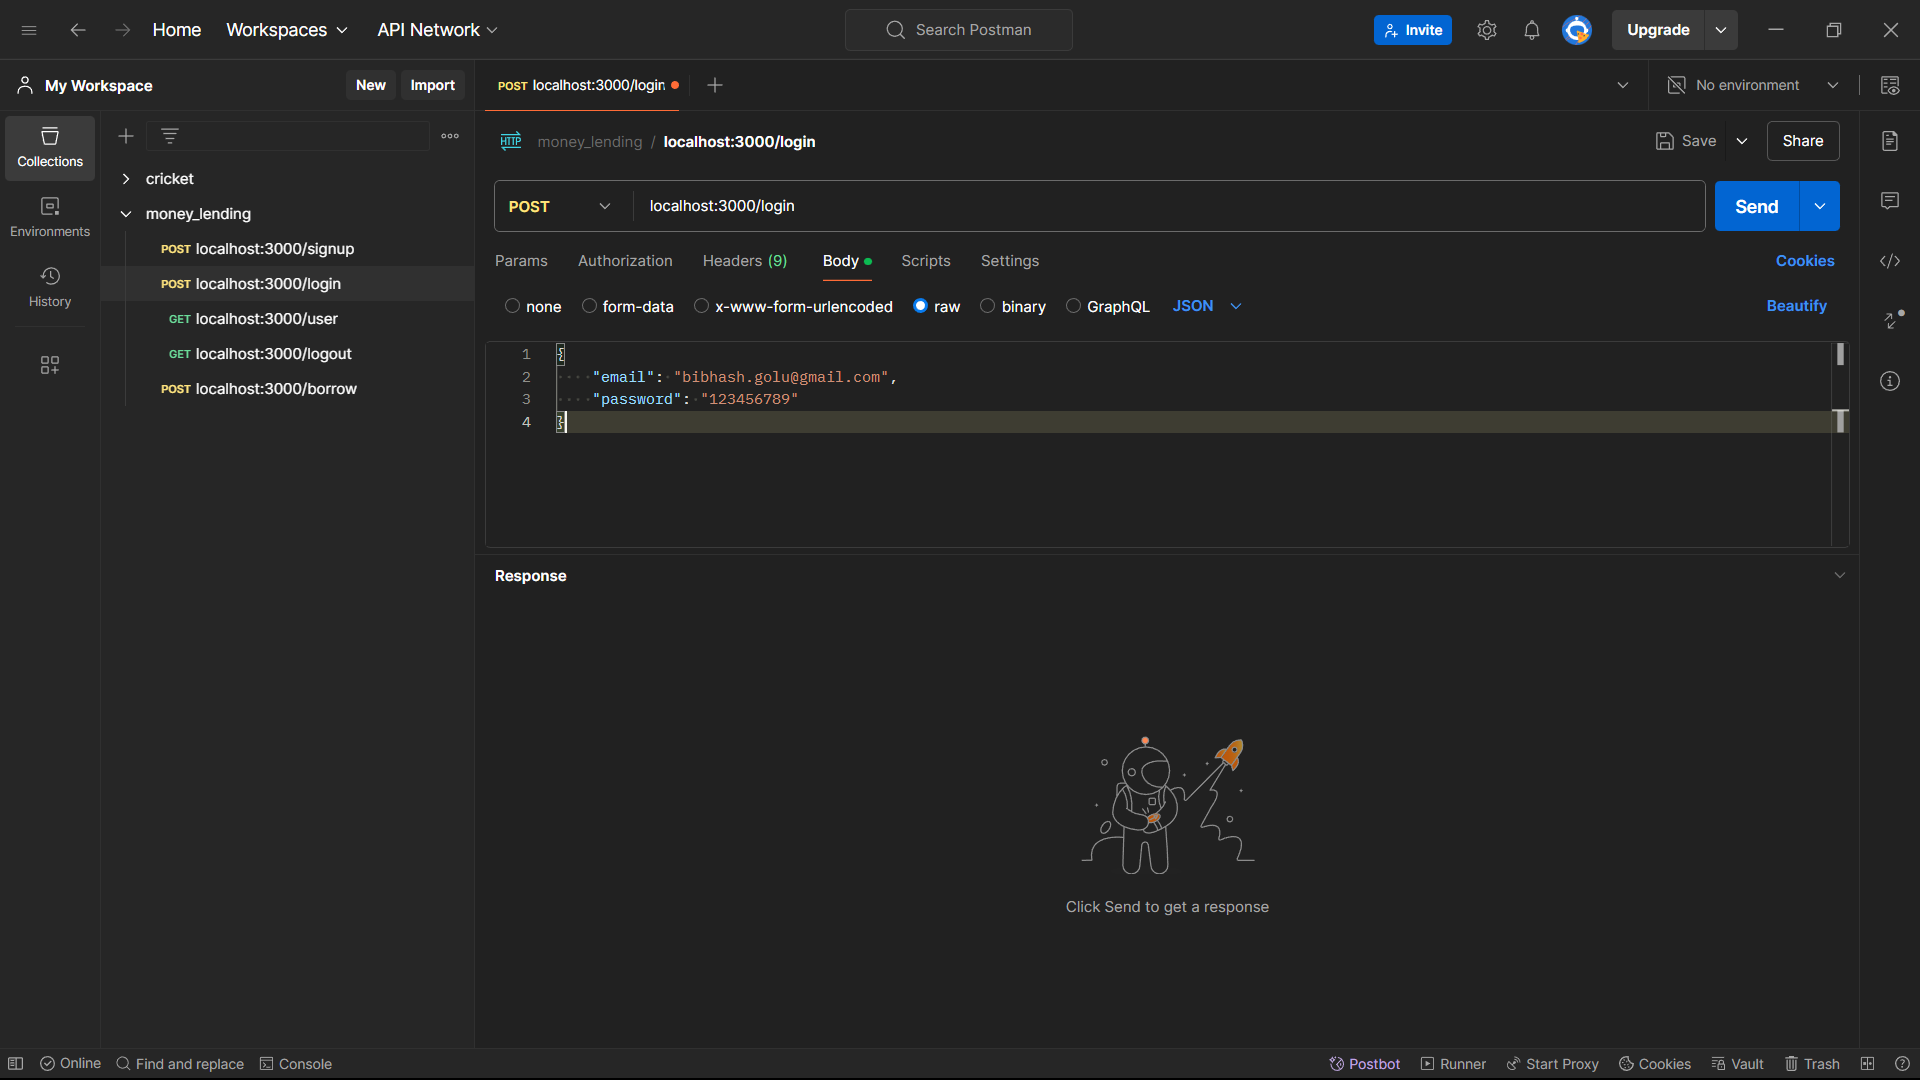 Home Workspaces API Network Search Postman Invite Upgrade
My Workspace New Import POST localhost:3000/login No environment
Collections
Environments
History
cricket
money_lending
POST localhost:3000/signup
POST localhost:3000/login
GET localhost:3000/user
GET localhost:3000/logout
POST localhost:3000/borrow
HTTP money_lending / localhost:3000/login Save Share
POST localhost:3000/login Send
Params Authorization Headers (9) Body Scripts Settings Cookies
none form-data x-www-form-urlencoded raw binary GraphQL JSON Beautify
1 {
2 "email": "bibhash.golu@gmail.com",
3 "password": "123456789"
4 }
Response
Click Send to get a response
Online Find and replace Console Postbot Runner Start Proxy Cookies Vault Trash